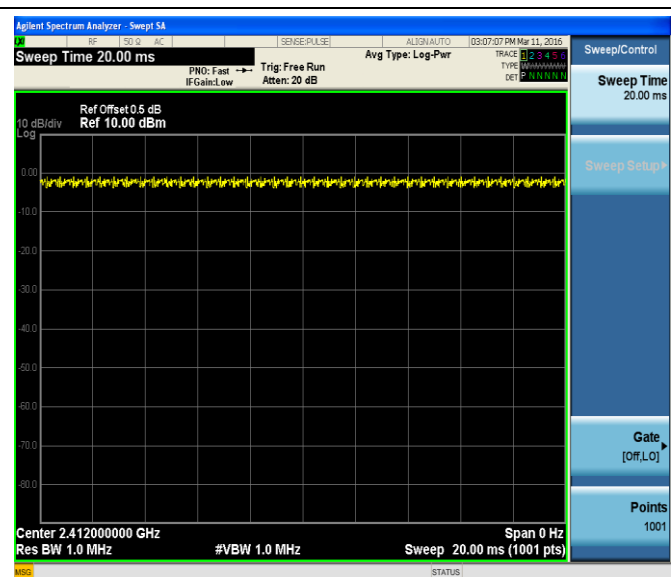 Agilent Spectrum Analyzer - Swept SA
RF 50 Ω AC SENSE:PULSE ALIGNAUTO 03:07:07 PM Mar 11, 2016
Sweep Time 20.00 ms
PNO: Fast
IFGain:Low
Trig: Free Run
Atten: 20 dB
Avg Type: Log-Pwr
TRACE 1 2 3 4 5 6
TYPE
DET P N N N N N
Sweep/Control
Sweep Time
20.00 ms
Sweep Setup
Ref Offset 0.5 dB
10 dB/div Ref 10.00 dBm
Log
0.00
-10.0
-20.0
-30.0
-40.0
-50.0
-60.0
-70.0
-80.0
Gate
[Off,LO]
Points
1001
Center 2.412000000 GHz Span 0 Hz
Res BW 1.0 MHz #VBW 1.0 MHz Sweep 20.00 ms (1001 pts)
MSG STATUS